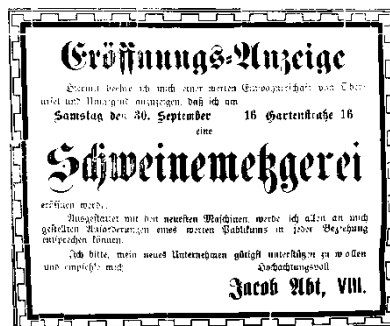 Eröffnungs-Anzeige
Hiermit beehre ich mich einer werten Einwohnerschaft von Ober-
ursel und Umgegend anzuzeigen, daß ich am
Samstag den 30. September 16 Gartenstraße 16
eine
Schweinemetzgerei
eröffnen werde.
Ausgestattet mit den neuesten Maschinen, werde ich allen an mich
gestellten Anforderungen eines werten Publikums in jeder Beziehung
entsprechen können.
Ich bitte, mein neues Unternehmen gütigst unterstützen zu wollen
und empfehle mich Hochachtungsvoll
Jacob Abt, VIII.